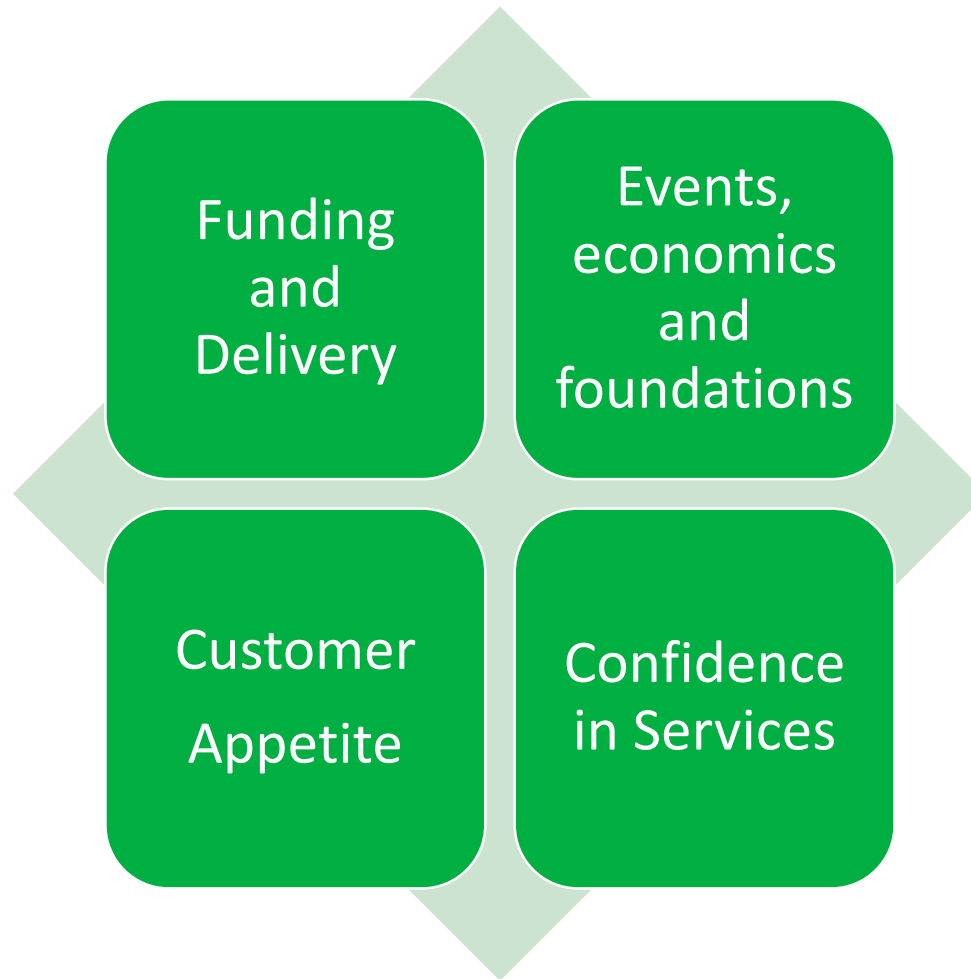 Funding
and
Delivery
Events,
economics
and
foundations
Customer
Appetite
Confidence
in Services